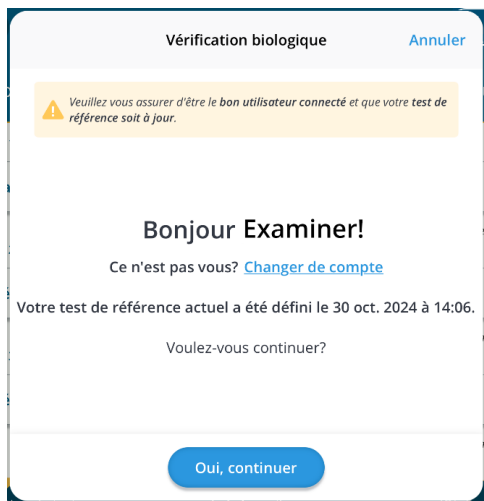 Vérification biologique
Annuler
Veuillez vous assurer d'être le bon utilisateur connecté et que votre test de
référence soit à jour.
Bonjour Examiner!
Ce n'est pas vous? Changer de compte
Votre test de référence actuel a été défini le 30 oct. 2024 à 14:06.
Voulez-vous continuer?
Oui, continuer